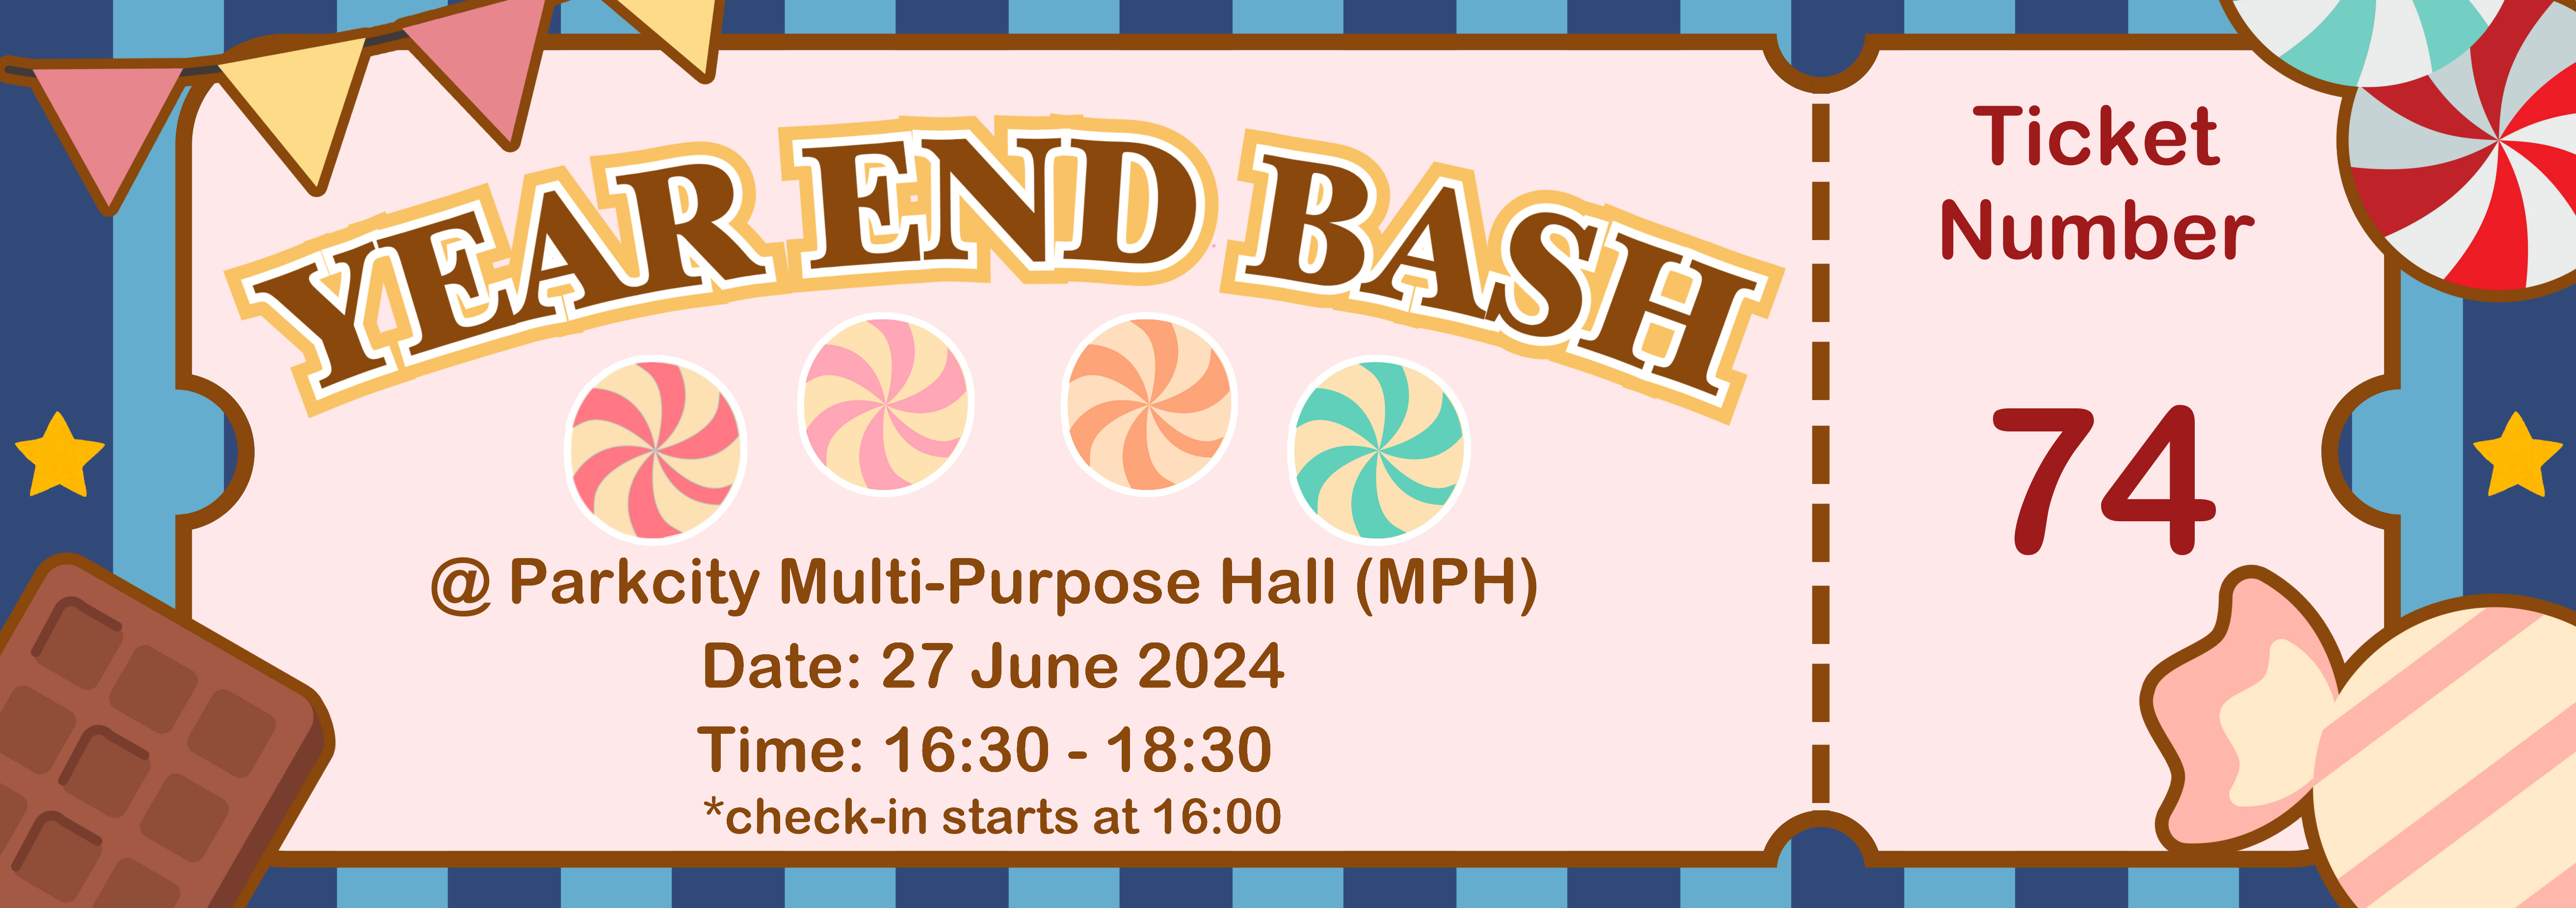 YEAR END BASH
@ Parkcity Multi-Purpose Hall (MPH)
Date: 27 June 2024
Time: 16:30 - 18:30
*check-in starts at 16:00
Ticket
Number
74